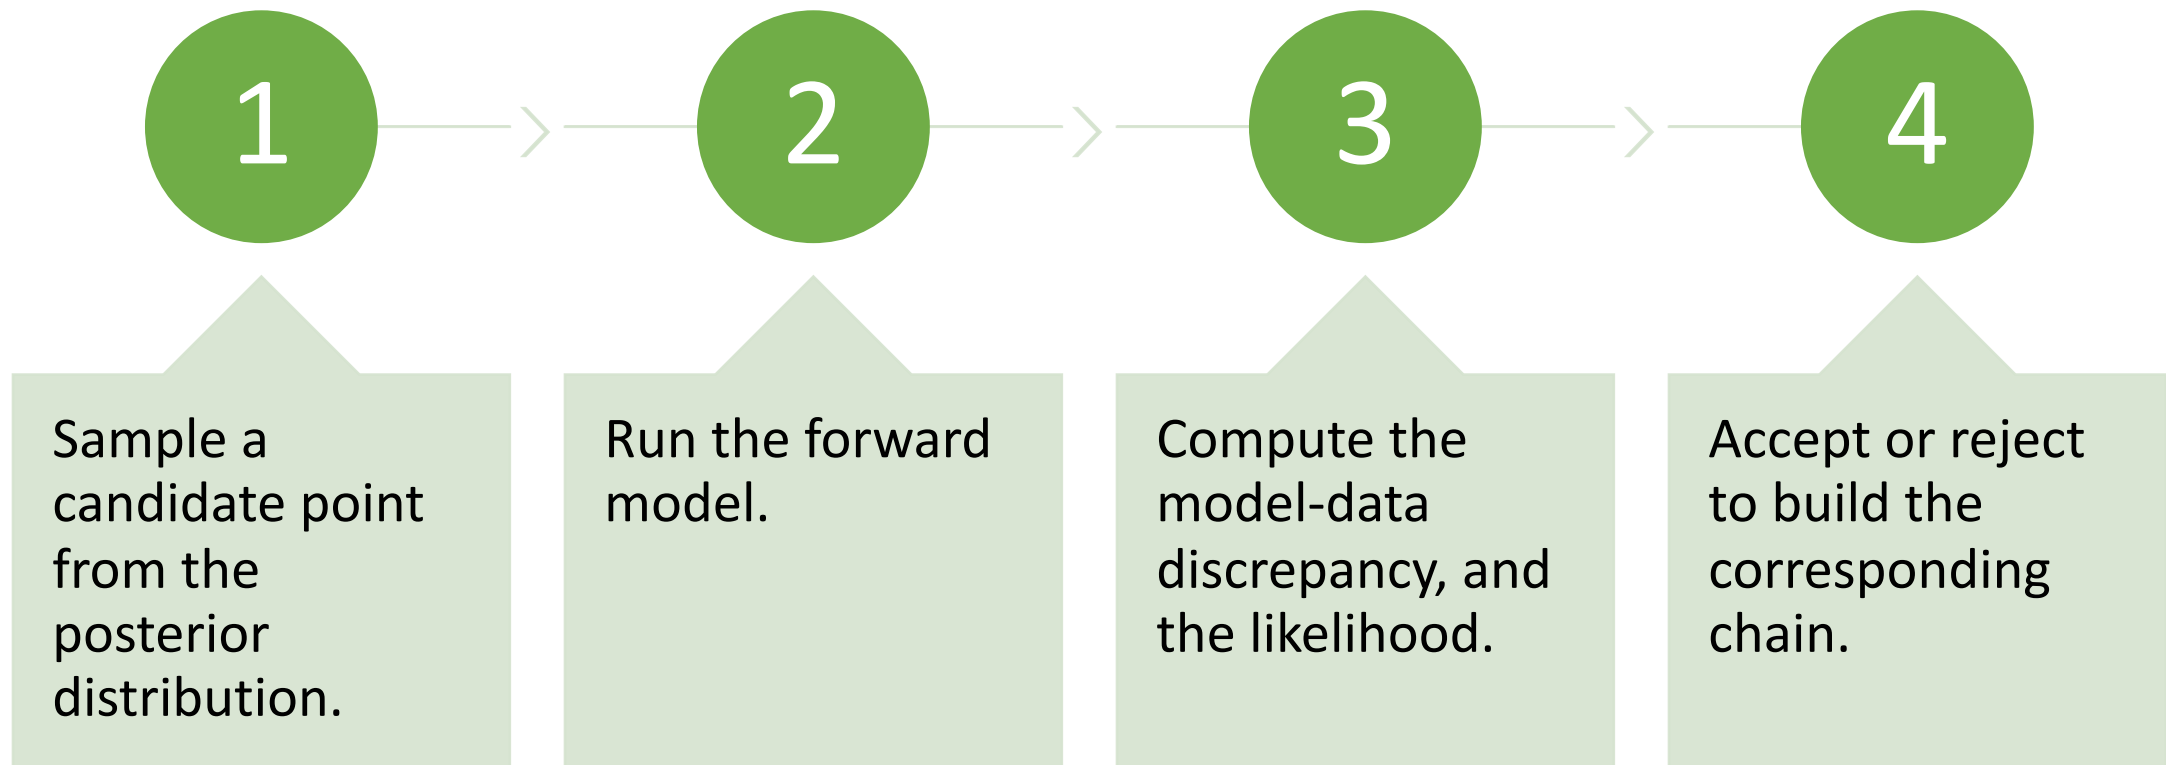 1
Sample a
candidate point
from the
posterior
distribution.
2
Run the forward
model.
3
Compute the
model-data
discrepancy, and
the likelihood.
4
Accept or reject
to build the
corresponding
chain.